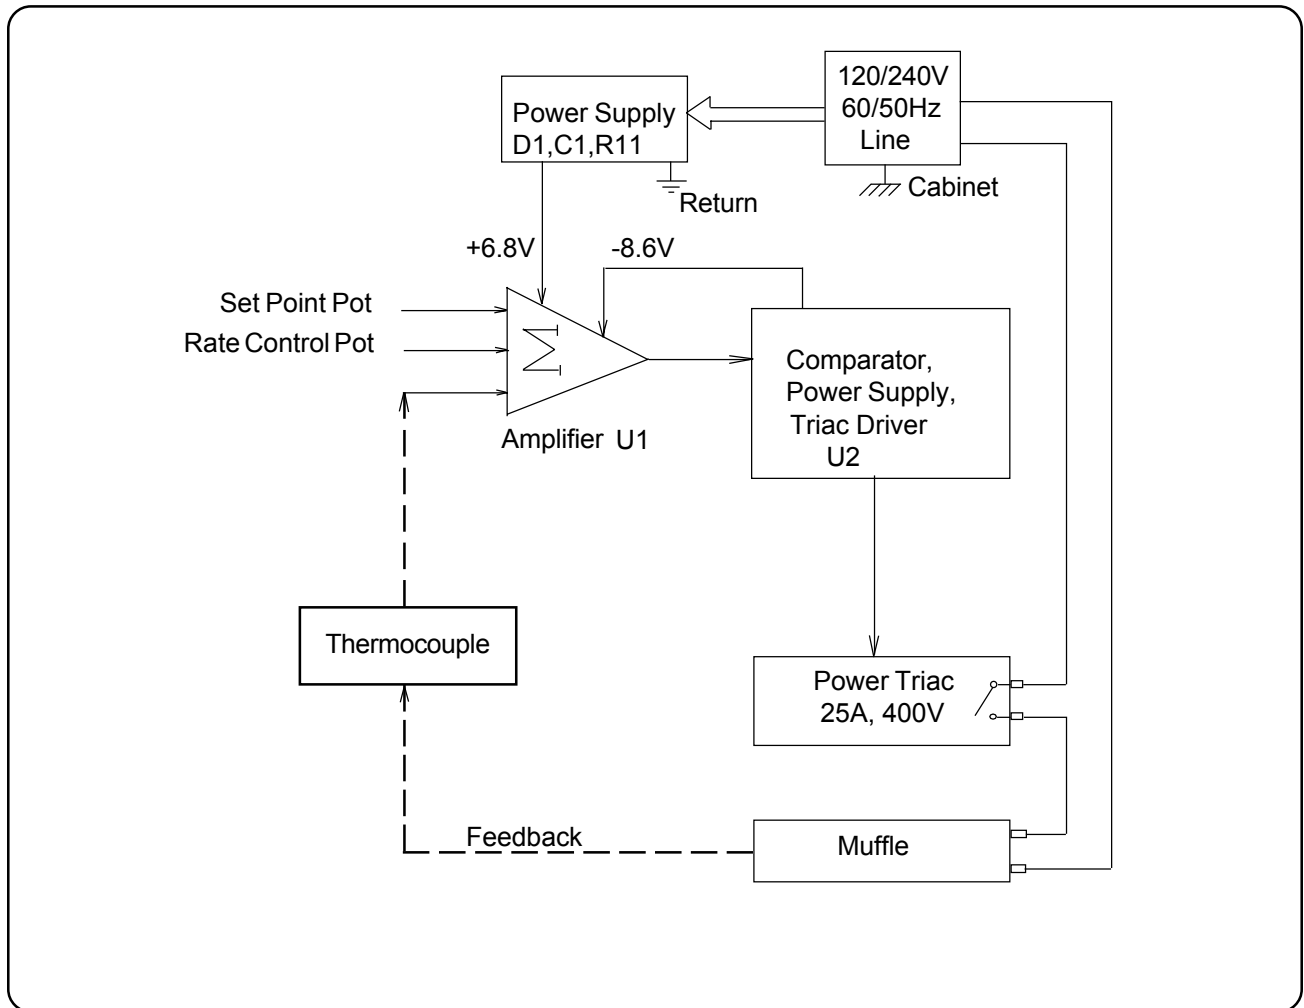 120/240V
60/50Hz
Line
Power Supply
D1,C1,R11
Cabinet
Return
+6.8V
-8.6V
Set Point Pot
Rate Control Pot
Σ
Comparator,
Power Supply,
Triac Driver
U2
Amplifier U1
Thermocouple
Power Triac
25A, 400V
Feedback
Muffle